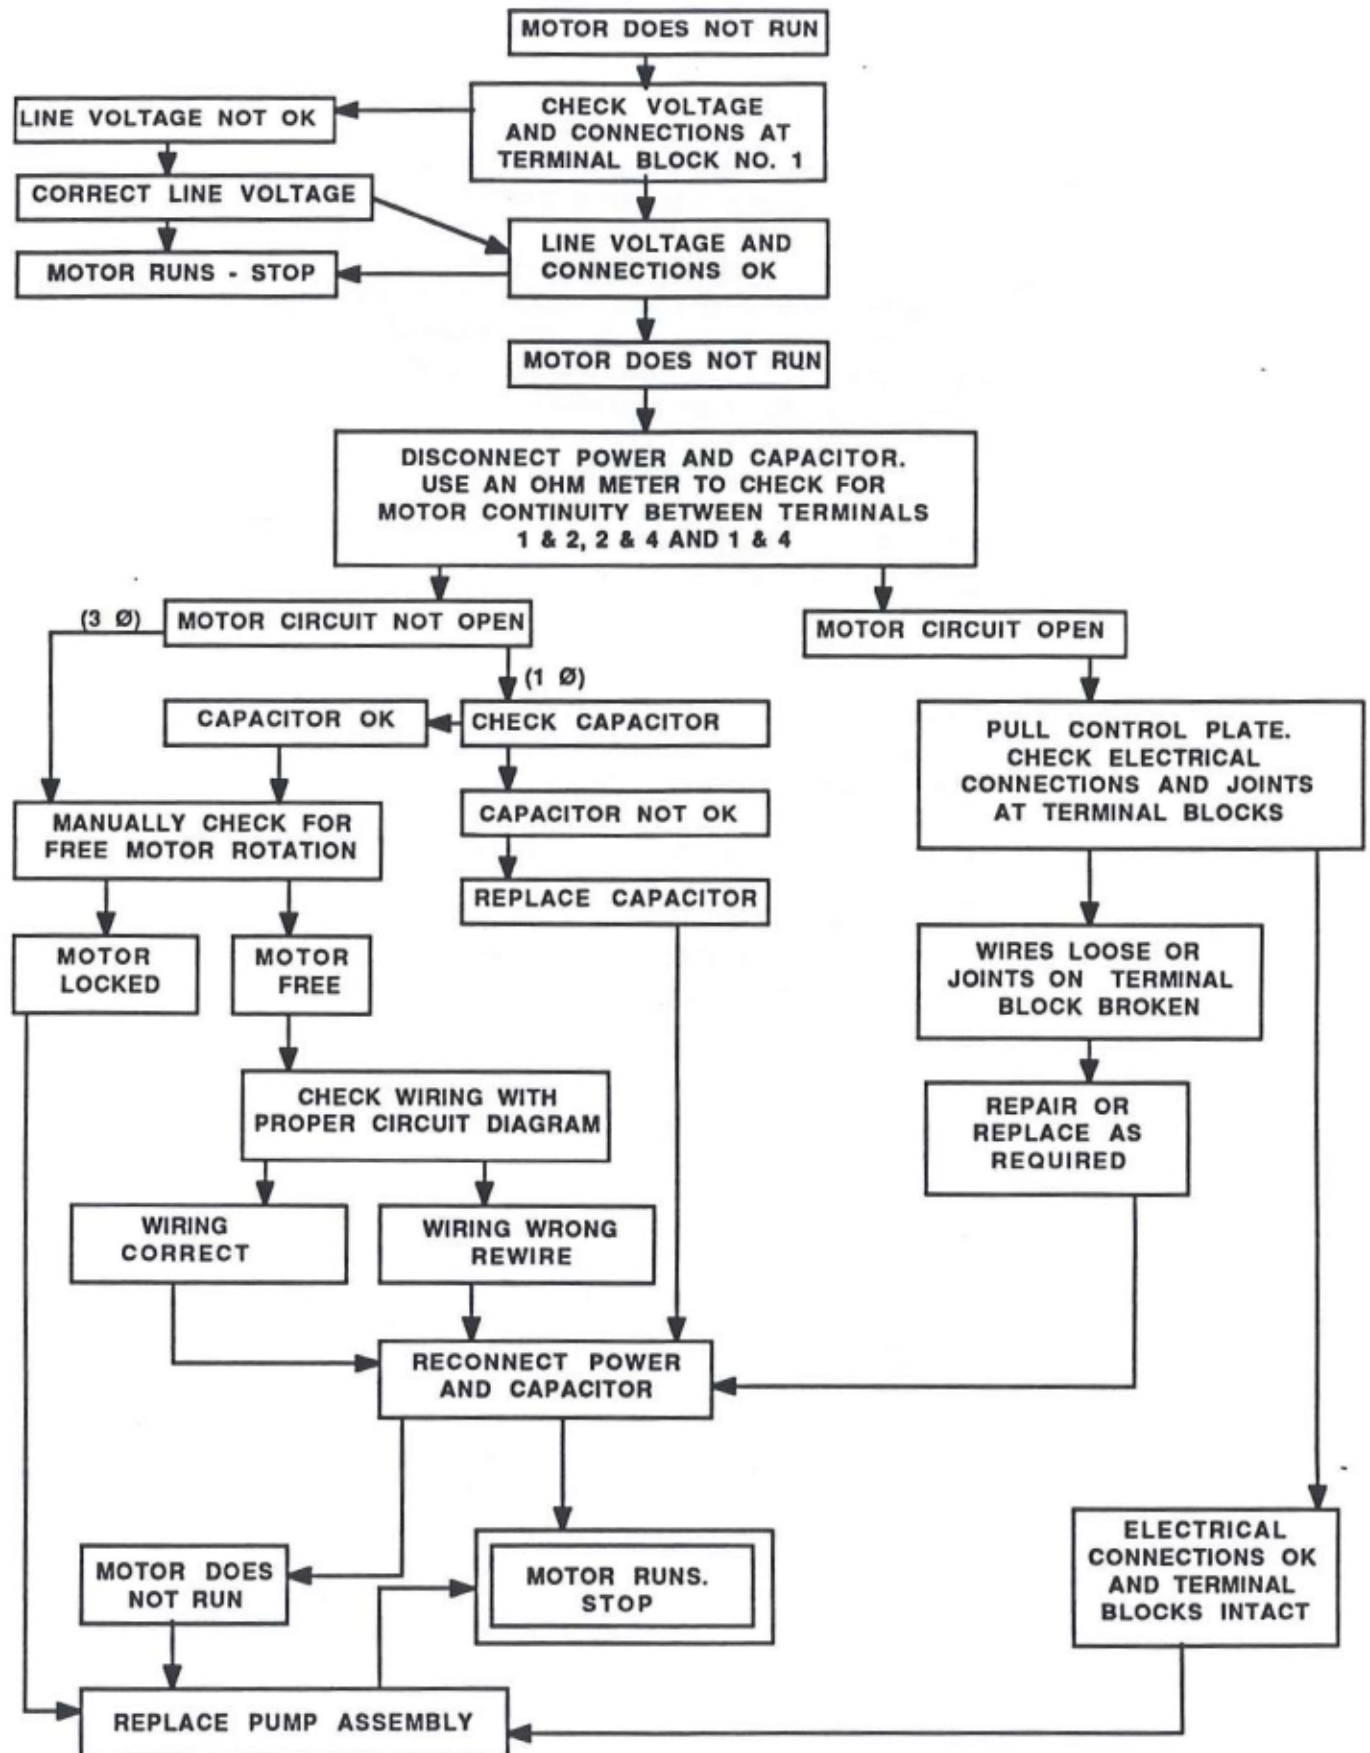 MOTOR DOES NOT RUN
CHECK VOLTAGE
AND CONNECTIONS AT
TERMINAL BLOCK NO. 1
LINE VOLTAGE NOT OK
CORRECT LINE VOLTAGE
MOTOR RUNS - STOP
LINE VOLTAGE AND
CONNECTIONS OK
MOTOR DOES NOT RUN
DISCONNECT POWER AND CAPACITOR.
USE AN OHM METER TO CHECK FOR
MOTOR CONTINUITY BETWEEN TERMINALS
1 & 2, 2 & 4 AND 1 & 4
(3 Ø)
MOTOR CIRCUIT NOT OPEN
MOTOR CIRCUIT OPEN
(1 Ø)
CAPACITOR OK
CHECK CAPACITOR
CAPACITOR NOT OK
REPLACE CAPACITOR
PULL CONTROL PLATE.
CHECK ELECTRICAL
CONNECTIONS AND JOINTS
AT TERMINAL BLOCKS
MANUALLY CHECK FOR
FREE MOTOR ROTATION
MOTOR
LOCKED
MOTOR
FREE
WIRES LOOSE OR
JOINTS ON TERMINAL
BLOCK BROKEN
CHECK WIRING WITH
PROPER CIRCUIT DIAGRAM
REPAIR OR
REPLACE AS
REQUIRED
WIRING
CORRECT
WIRING WRONG
REWIRE
RECONNECT POWER
AND CAPACITOR
MOTOR DOES
NOT RUN
MOTOR RUNS.
STOP
ELECTRICAL
CONNECTIONS OK
AND TERMINAL
BLOCKS INTACT
REPLACE PUMP ASSEMBLY